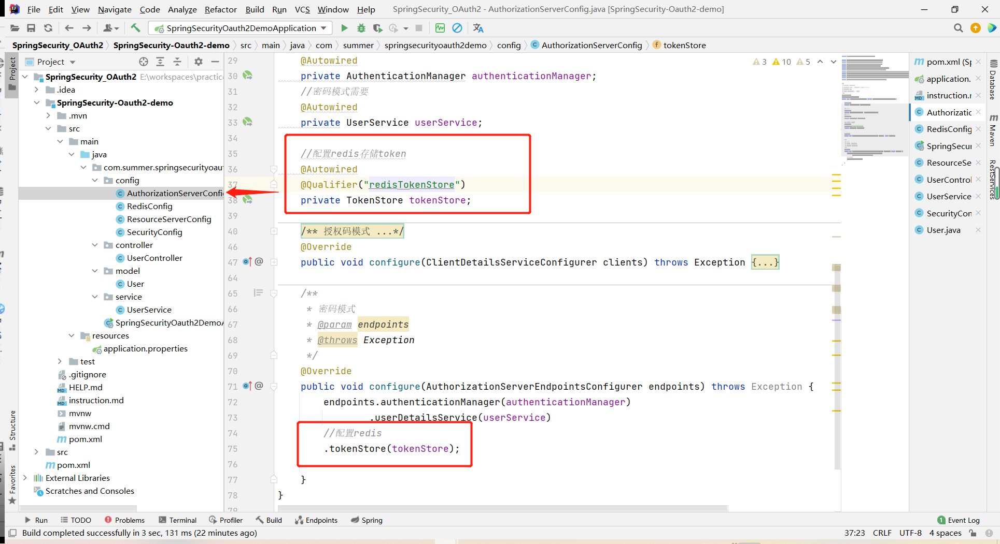 File Edit View Navigate Code Analyze Refactor Build Run VCS Window Help SpringSecurity_OAuth2 - AuthorizationServerConfig.java [SpringSecurity-Oauth2-demo]
SpringSecurityOauth2DemoApplication
SpringSecurity_OAuth2 SpringSecurity-Oauth2-demo src main java com summer springsecurityoauth2demo config AuthorizationServerConfig tokenStore
Project
Structure
Favorites
Project
SpringSecurity_OAuth2 E:\workspaces\practice
.idea
SpringSecurity-Oauth2-demo
.mvn
src
main
java
com.summer.springsecurityoaut
config
AuthorizationServerConfi
RedisConfig
ResourceServerConfig
SecurityConfig
controller
UserController
model
User
service
UserService
SpringSecurityOauth2DemoA
resources
application.properties
test
.gitignore
HELP.md
instruction.md
mvnw
mvnw.cmd
pom.xml
src
pom.xml
External Libraries
Scratches and Consoles
3 10 5
29 @Autowired
30 private AuthenticationManager authenticationManager;
31 //密码模式需要
32 @Autowired
33 private UserService userService;
34
35 //配置redis存储token
36 @Autowired
37 @Qualifier("redisTokenStore")
38 private TokenStore tokenStore;
39
40 /** 授权码模式 ...*/
46 @Override
47 public void configure(ClientDetailsServiceConfigurer clients) throws Exception {...}
64
65 /**
66 * 密码模式
67 * @param endpoints
68 * @throws Exception
69 */
70 @Override
71 public void configure(AuthorizationServerEndpointsConfigurer endpoints) throws Exception {
72 endpoints.authenticationManager(authenticationManager)
73 .userDetailsService(userService)
74 //配置redis
75 .tokenStore(tokenStore);
76
77 }
78 }
79
pom.xml (Sp
application.
instruction.r
Authorizatic
RedisConfig
SpringSecur
ResourceSe
UserControl
UserService
SecurityCon
User.java
Database
Maven
RestServices
Run TODO Problems Terminal Profiler Build Endpoints Spring 1 Event Log
Build completed successfully in 3 sec, 131 ms (22 minutes ago) 37:23 CRLF UTF-8 4 spaces